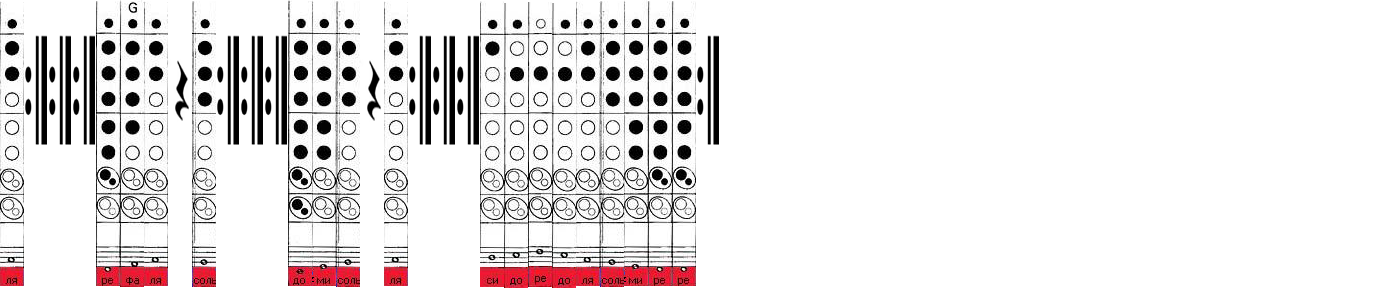 G
ля ре фа ля соль до ми соль ля си до ре до ля соль ми ре ре